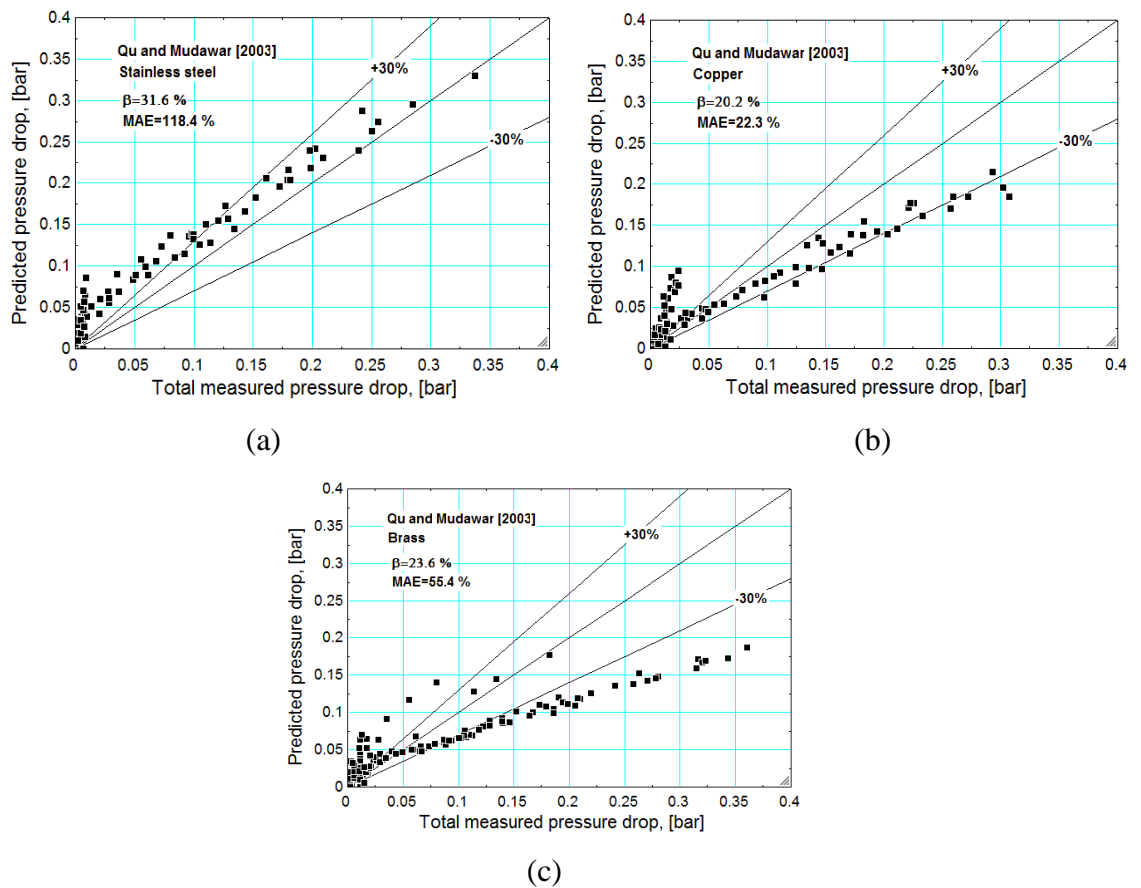 Qu and Mudawar [2003]
Stainless steel
β=31.6 %
MAE=118.4 %
+30%
-30%
Predicted pressure drop, [bar]
0.4
0.35
0.3
0.25
0.2
0.15
0.1
0.05
0
0 0.05 0.1 0.15 0.2 0.25 0.3 0.35 0.4
Total measured pressure drop, [bar]
(a)
Qu and Mudawar [2003]
Copper
β=20.2 %
MAE=22.3 %
+30%
-30%
Predicted pressure drop, [bar]
0.4
0.35
0.3
0.25
0.2
0.15
0.1
0.05
0
0 0.05 0.1 0.15 0.2 0.25 0.3 0.35 0.4
Total measured pressure drop, [bar]
(b)
Qu and Mudawar [2003]
Brass
β=23.6 %
MAE=55.4 %
+30%
-30%
Predicted pressure drop, [bar]
0.4
0.35
0.3
0.25
0.2
0.15
0.1
0.05
0
0 0.05 0.1 0.15 0.2 0.25 0.3 0.35 0.4
Total measured pressure drop, [bar]
(c)